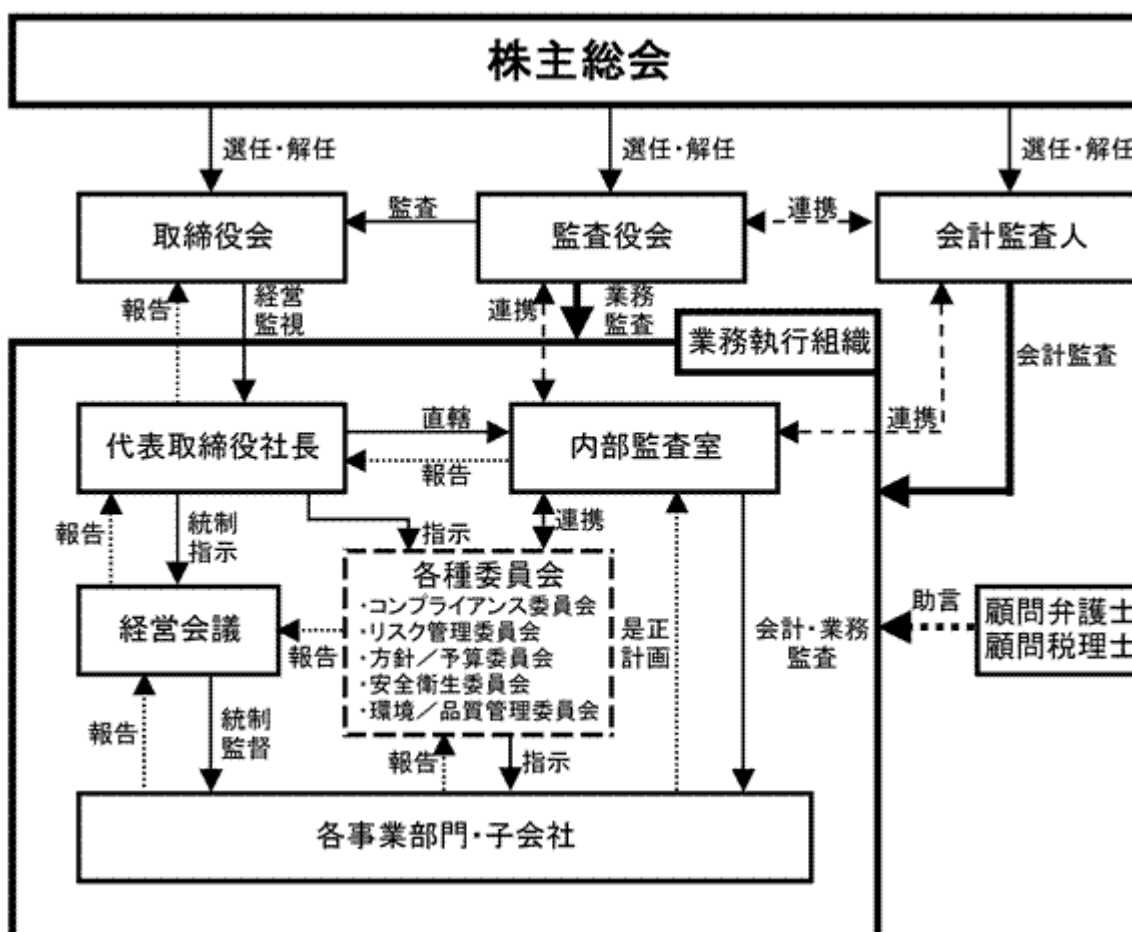 株主総会
選任・解任
選任・解任
選任・解任
取締役会
監査
監査役会
連携
会計監査人
報告
経営
監視
連携
業務
監査
業務執行組織
会計監査
代表取締役社長
直轄
報告
内部監査室
連携
報告
統制
指示
指示
連携
経営会議
報告
各種委員会
・コンプライアンス委員会
・リスク管理委員会
・方針／予算委員会
・安全衛生委員会
・環境／品質管理委員会
是正
計画
会計・業務
監査
助言
顧問弁護士
顧問税理士
報告
統制
監督
報告
指示
各事業部門・子会社